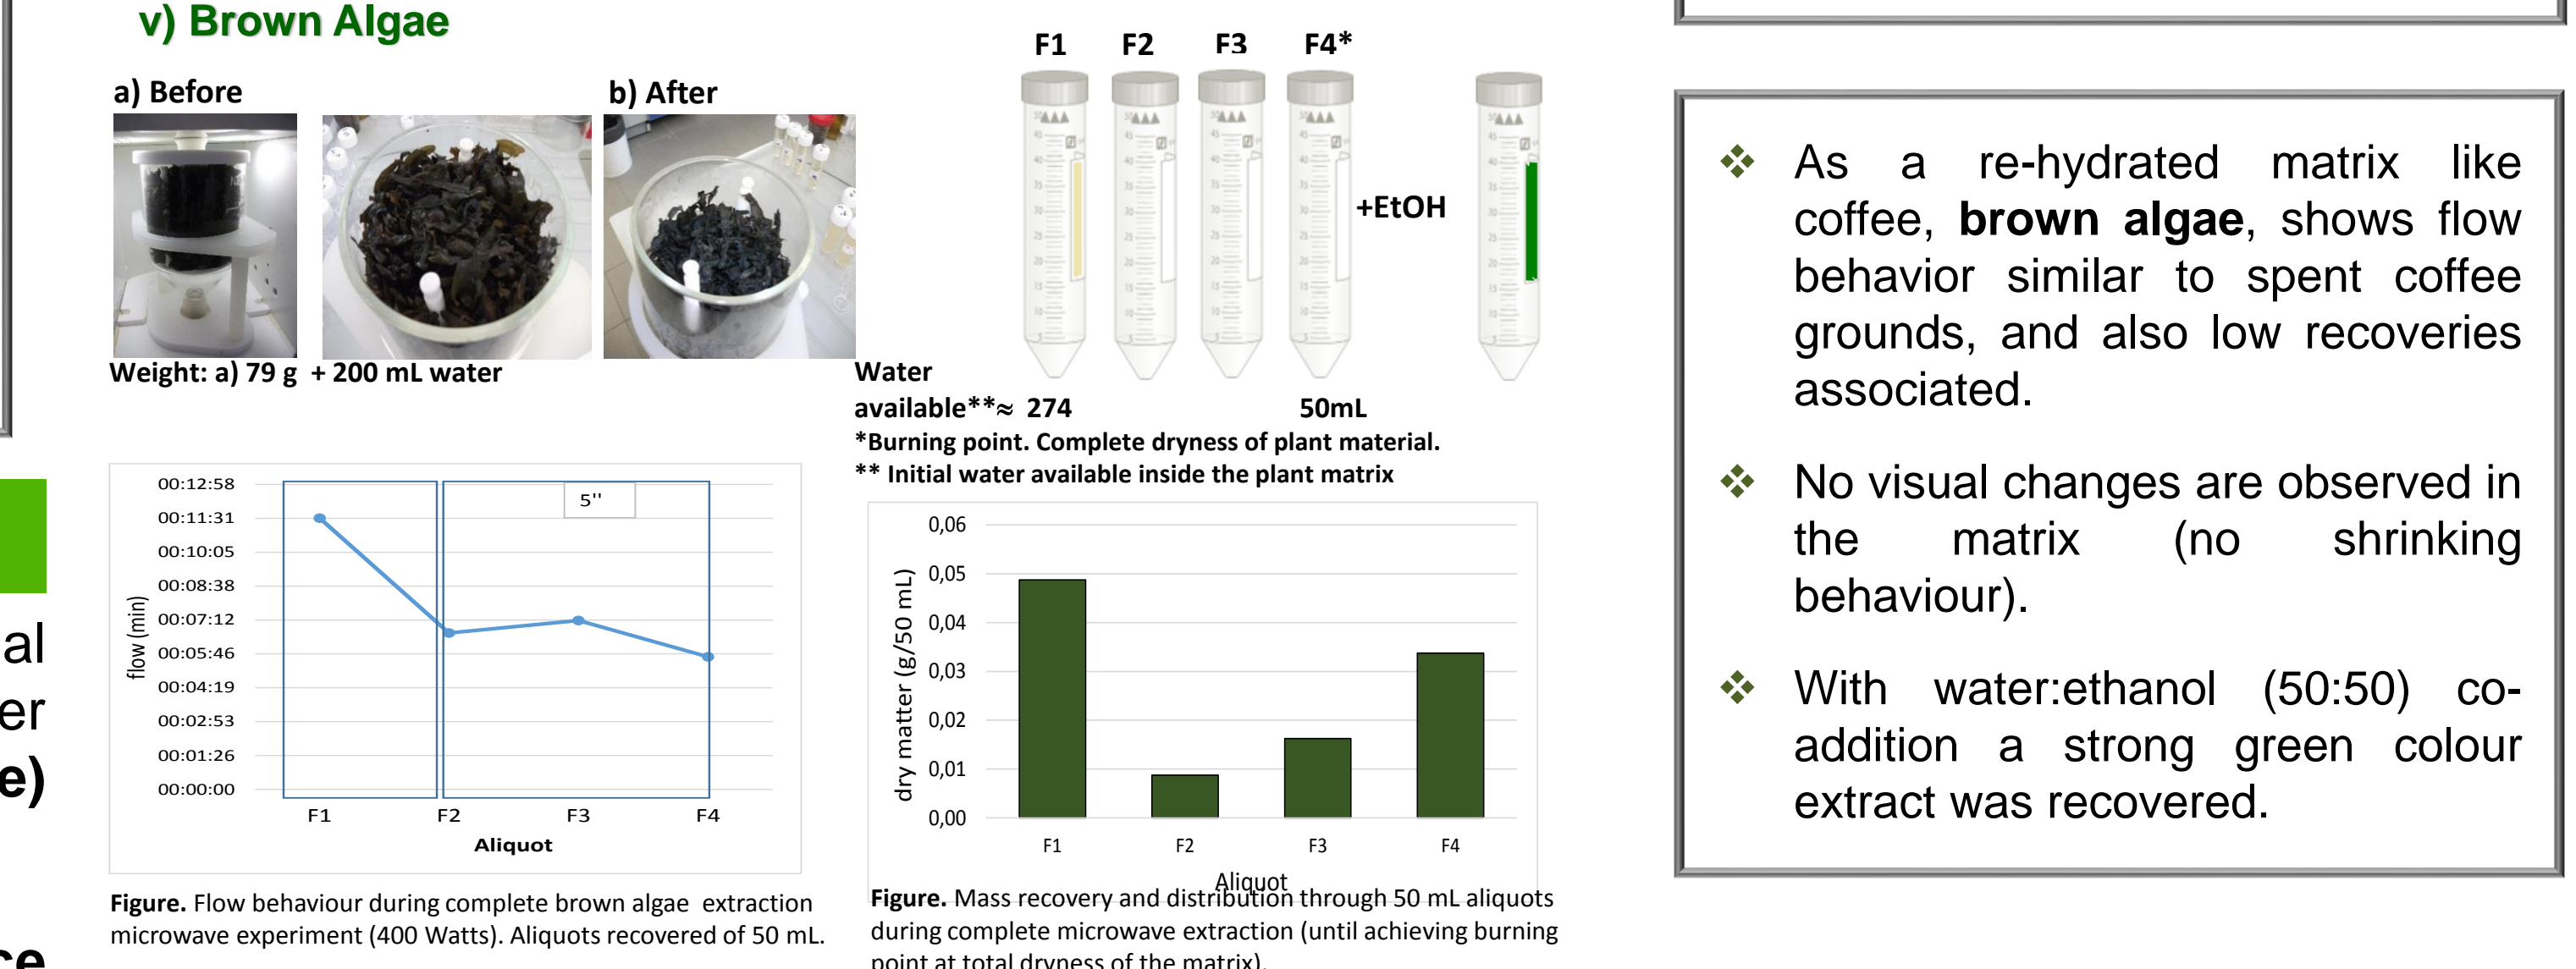 al
er
e)
ce
v) Brown Algae
a) Before
b) After
Weight: a) 79 g + 200 mL water
F1 F2 F3 F4*
+EtOH
Water
available**≈ 274 50mL
*Burning point. Complete dryness of plant material.
** Initial water available inside the plant matrix
00:12:58
00:11:31
00:10:05
00:08:38
00:07:12
00:05:46
00:04:19
00:02:53
00:01:26
00:00:00
flow (min)
5''
F1 F2 F3 F4
Aliquot
Figure. Flow behaviour during complete brown algae extraction
microwave experiment (400 Watts). Aliquots recovered of 50 mL.
0,06
0,05
0,04
0,03
0,02
0,01
0,00
dry matter (g/50 mL)
F1 F2 F3 F4
Aliquot
Figure. Mass recovery and distribution through 50 mL aliquots
during complete microwave extraction (until achieving burning
point at total dryness of the matrix).
❖ As a re-hydrated matrix like
coffee, brown algae, shows flow
behavior similar to spent coffee
grounds, and also low recoveries
associated.
❖ No visual changes are observed in
the matrix (no shrinking
behaviour).
❖ With water:ethanol (50:50) co-
addition a strong green colour
extract was recovered.